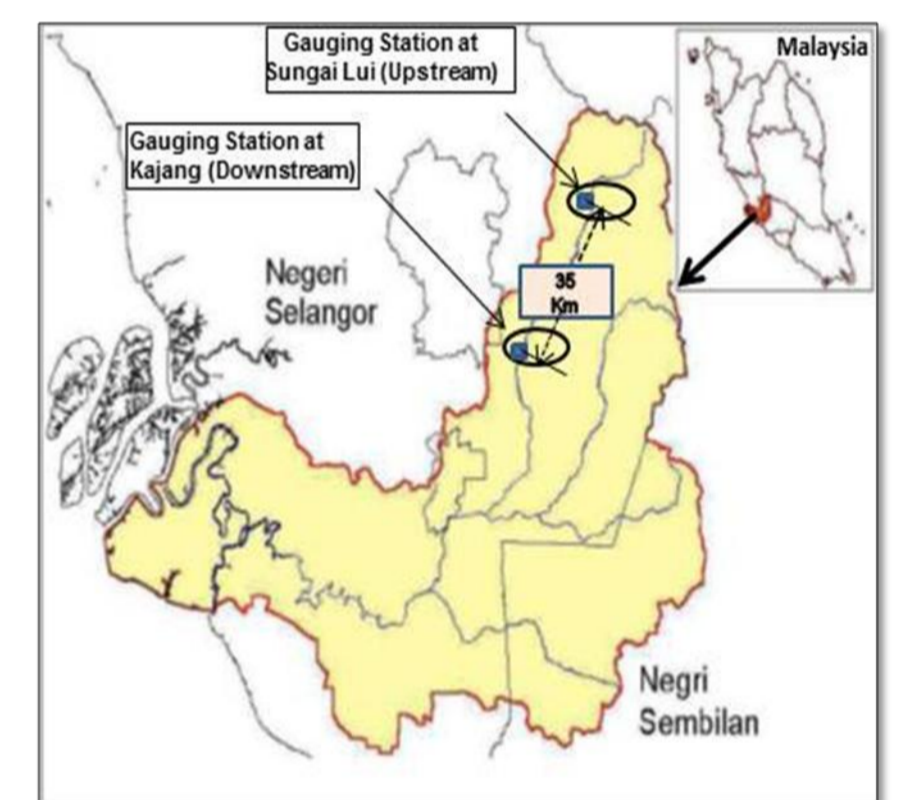 Gauging Station at
Sungai Lui (Upstream)
Malaysia
Gauging Station at
Kajang (Downstream)
Negeri
Selangor
35
Km
Negri
Sembilan